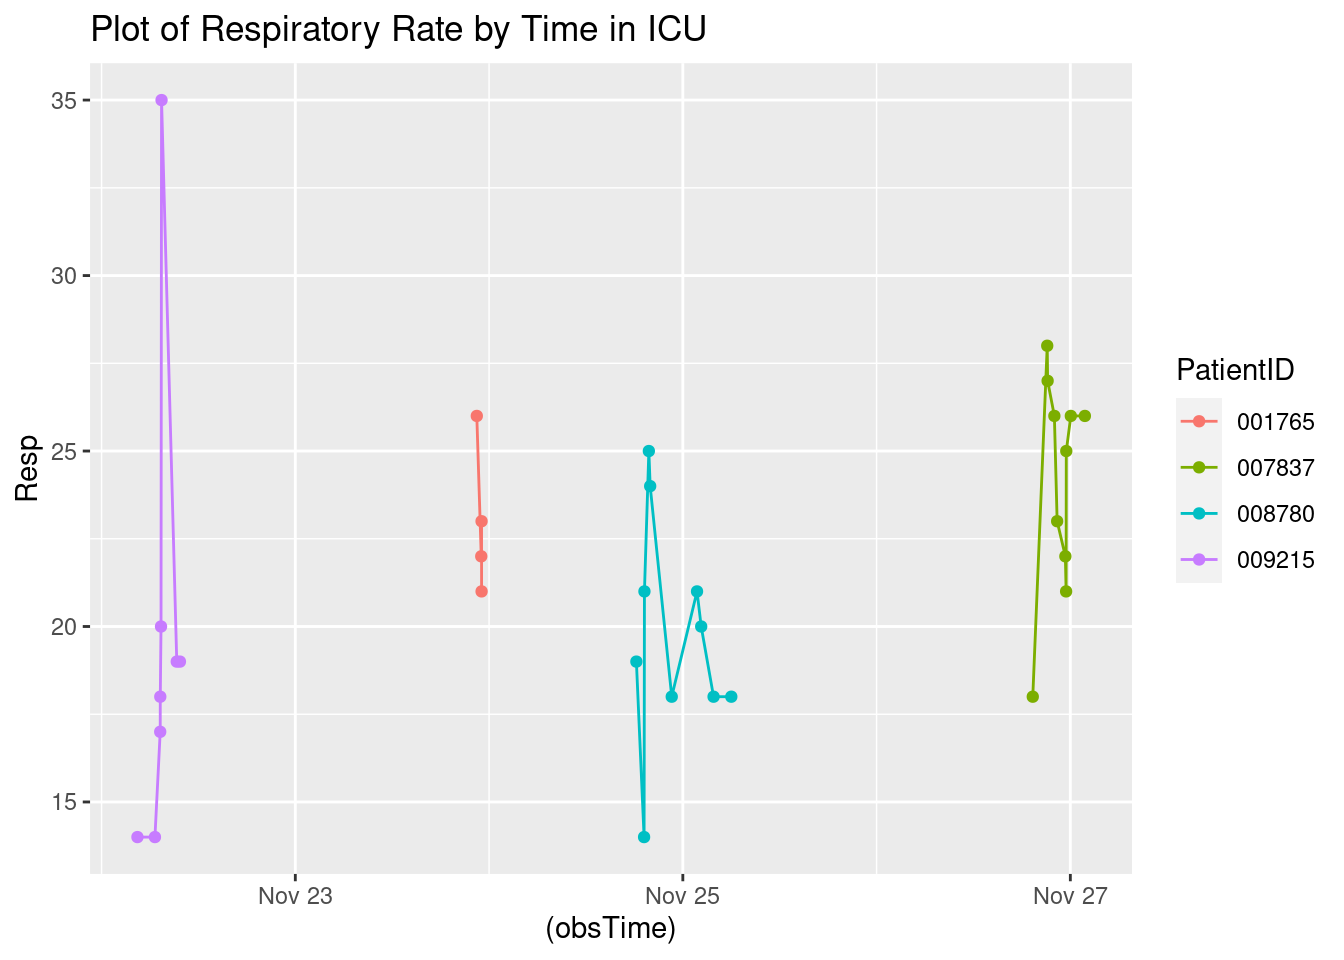 Plot of Respiratory Rate by Time in ICU
35
30
25
20
15
Resp
Nov 23
Nov 25
Nov 27
(obsTime)
PatientID
001765
007837
008780
009215